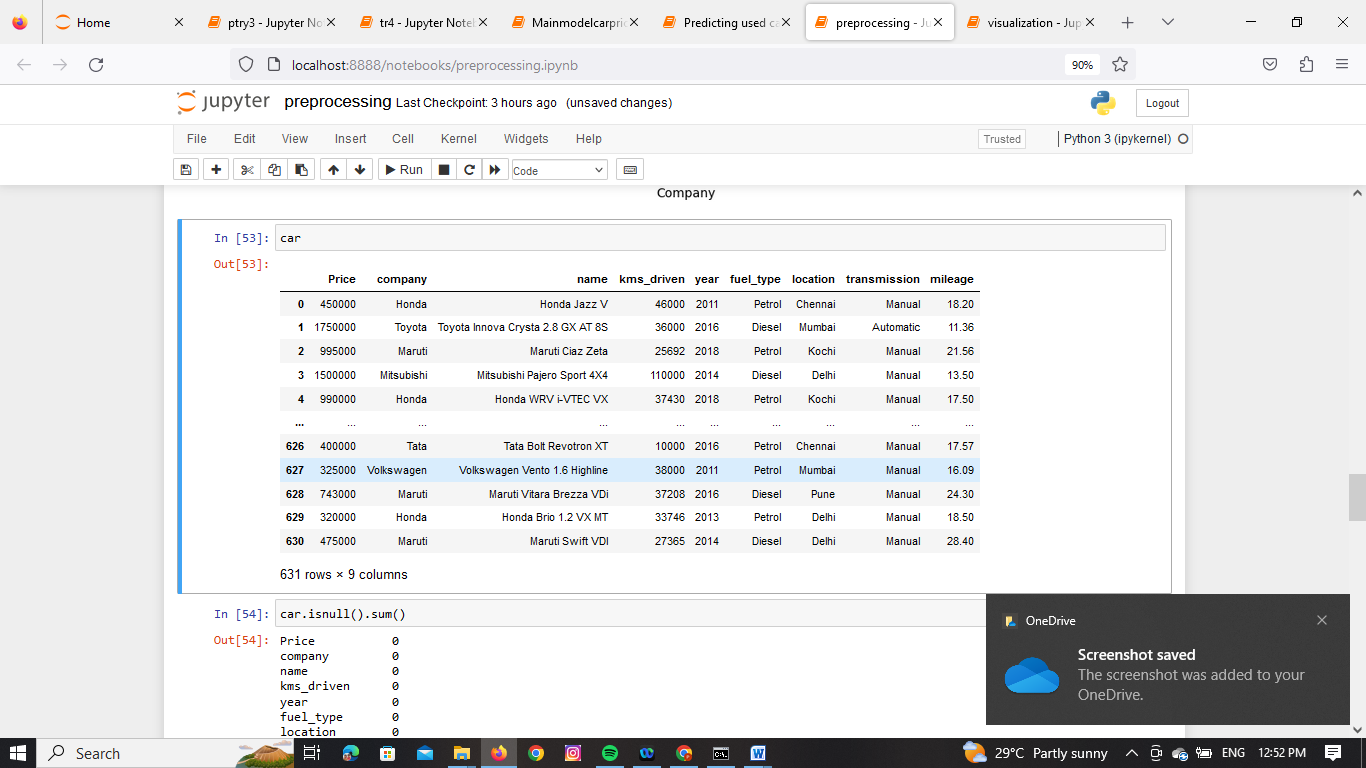 Home
ptry3 - Jupyter No
tr4 - Jupyter Note
Mainmodelcarpric
Predicting used ca
preprocessing - Ju
visualization - Jup
localhost:8888/notebooks/preprocessing.ipynb
90%
jupyter preprocessing Last Checkpoint: 3 hours ago (unsaved changes)
Logout
File Edit View Insert Cell Kernel Widgets Help
Trusted
Python 3 (ipykernel)
Run
Code
Company
In [53]: car
Out[53]:
Price company name kms_driven year fuel_type location transmission mileage
0 450000 Honda Honda Jazz V 46000 2011 Petrol Chennai Manual 18.20
1 1750000 Toyota Toyota Innova Crysta 2.8 GX AT 8S 36000 2016 Diesel Mumbai Automatic 11.36
2 995000 Maruti Maruti Ciaz Zeta 25692 2018 Petrol Kochi Manual 21.56
3 1500000 Mitsubishi Mitsubishi Pajero Sport 4X4 110000 2014 Diesel Delhi Manual 13.50
4 990000 Honda Honda WRV i-VTEC VX 37430 2018 Petrol Kochi Manual 17.50
... ... ... ... ... ... ... ... ... ...
626 400000 Tata Tata Bolt Revotron XT 10000 2016 Petrol Chennai Manual 17.57
627 325000 Volkswagen Volkswagen Vento 1.6 Highline 38000 2011 Petrol Mumbai Manual 16.09
628 743000 Maruti Maruti Vitara Brezza VDi 37208 2016 Diesel Pune Manual 24.30
629 320000 Honda Honda Brio 1.2 VX MT 33746 2013 Petrol Delhi Manual 18.50
630 475000 Maruti Maruti Swift VDI 27365 2014 Diesel Delhi Manual 28.40
631 rows × 9 columns
In [54]: car.isnull().sum()
Out[54]: Price 0
company 0
name 0
kms_driven 0
year 0
fuel_type 0
location 0
OneDrive
Screenshot saved
The screenshot was added to your
OneDrive.
Search
29°C Partly sunny
ENG
12:52 PM